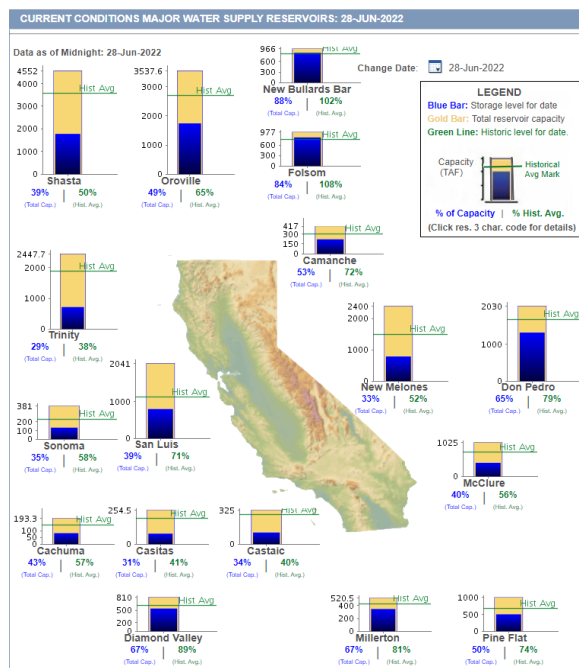 CURRENT CONDITIONS MAJOR WATER SUPPLY RESERVOIRS: 28-JUN-2022
Data as of Midnight: 28-Jun-2022
Change Date: 28-Jun-2022
LEGEND
Blue Bar: Storage level for date
Gold Bar: Total reservoir capacity
Green Line: Historic level for date.
Capacity
(TAF)
Historical
Avg Mark
% of Capacity | % Hist. Avg.
(Click res. 3 char. code for details)
4552
4000
3000
2000
1000
0
Hist Avg
Shasta
39% | 50%
(Total Cap.) (Hist. Avg.)
3537.6
3000
2000
1000
0
Hist Avg
Oroville
49% | 65%
(Total Cap.) (Hist. Avg.)
966
600
300
0
Hist Avg
New Bullards Bar
88% | 102%
(Total Cap.) (Hist. Avg.)
977
600
300
0
Hist Avg
Folsom
84% | 108%
(Total Cap.) (Hist. Avg.)
417
300
150
0
Hist Avg
Camanche
53% | 72%
(Total Cap.) (Hist. Avg.)
2447.7
2000
1000
0
Hist Avg
Trinity
29% | 38%
(Total Cap.) (Hist. Avg.)
2400
2000
1000
0
Hist Avg
New Melones
33% | 52%
(Total Cap.) (Hist. Avg.)
2030
1000
0
Hist Avg
Don Pedro
65% | 79%
(Total Cap.) (Hist. Avg.)
381
200
100
0
Hist Avg
Sonoma
35% | 58%
(Total Cap.) (Hist. Avg.)
2041
1000
0
Hist Avg
San Luis
39% | 71%
(Total Cap.) (Hist. Avg.)
1025
0
Hist Avg
McClure
40% | 56%
(Total Cap.) (Hist. Avg.)
193.3
100
50
0
Hist Avg
Cachuma
43% | 57%
(Total Cap.) (Hist. Avg.)
254.5
200
100
0
Hist Avg
Casitas
31% | 41%
(Total Cap.) (Hist. Avg.)
325
0
Hist Avg
Castaic
34% | 40%
(Total Cap.) (Hist. Avg.)
810
500
300
0
Hist Avg
Diamond Valley
67% | 89%
(Total Cap.) (Hist. Avg.)
520.5
400
200
0
Hist Avg
Millerton
67% | 81%
(Total Cap.) (Hist. Avg.)
1000
500
0
Hist Avg
Pine Flat
50% | 74%
(Total Cap.) (Hist. Avg.)